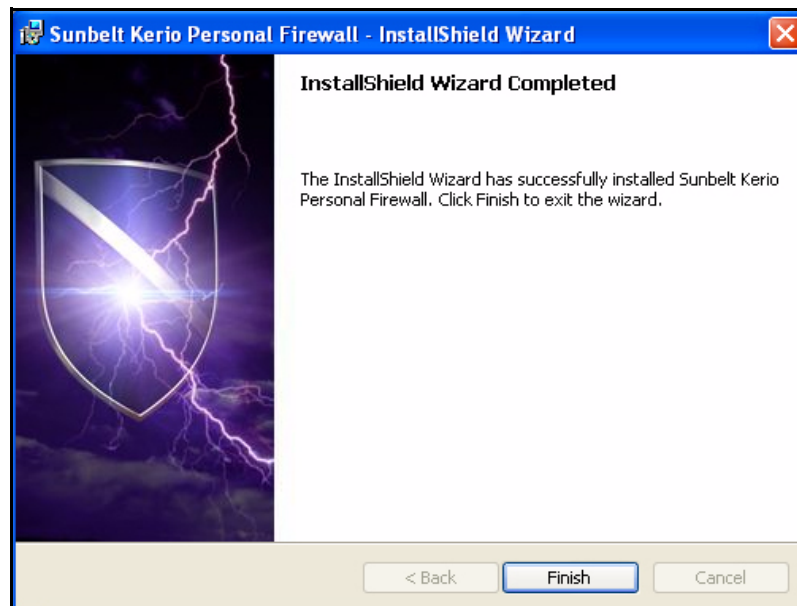 Sunbelt Kerio Personal Firewall - InstallShield Wizard
InstallShield Wizard Completed
The InstallShield Wizard has successfully installed Sunbelt Kerio
Personal Firewall. Click Finish to exit the wizard.
< Back Finish Cancel